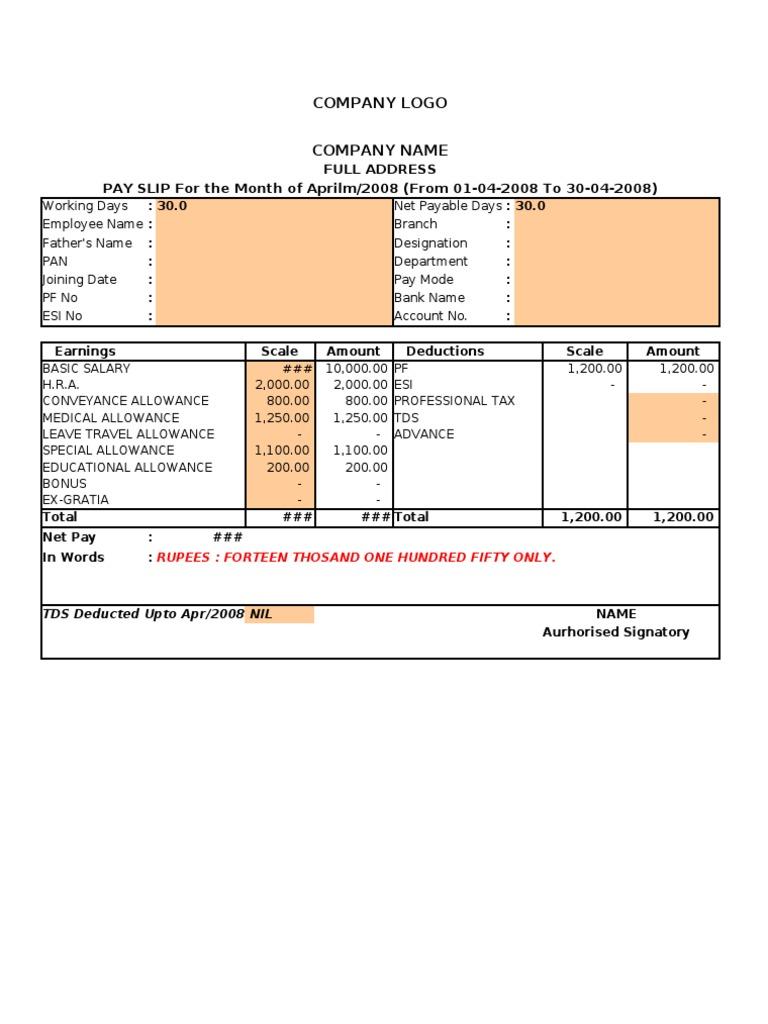 COMPANY LOGO
COMPANY NAME
FULL ADDRESS
PAY SLIP For the Month of Aprilm/2008 (From 01-04-2008 To 30-04-2008)
Working Days : 30.0 Net Payable Days : 30.0
Employee Name : Branch :
Father's Name : Designation :
PAN : Department :
Joining Date : Pay Mode :
PF No : Bank Name :
ESI No : Account No. :
Earnings Scale Amount Deductions Scale Amount
BASIC SALARY ### 10,000.00 PF 1,200.00 1,200.00
H.R.A. 2,000.00 2,000.00 ESI - -
CONVEYANCE ALLOWANCE 800.00 800.00 PROFESSIONAL TAX -
MEDICAL ALLOWANCE 1,250.00 1,250.00 TDS -
LEAVE TRAVEL ALLOWANCE - - ADVANCE -
SPECIAL ALLOWANCE 1,100.00 1,100.00
EDUCATIONAL ALLOWANCE 200.00 200.00
BONUS - -
EX-GRATIA - -
Total ### ### Total 1,200.00 1,200.00
Net Pay : ###
In Words : RUPEES : FORTEEN THOSAND ONE HUNDRED FIFTY ONLY.
TDS Deducted Upto Apr/2008 NIL NAME
Aurhorised Signatory